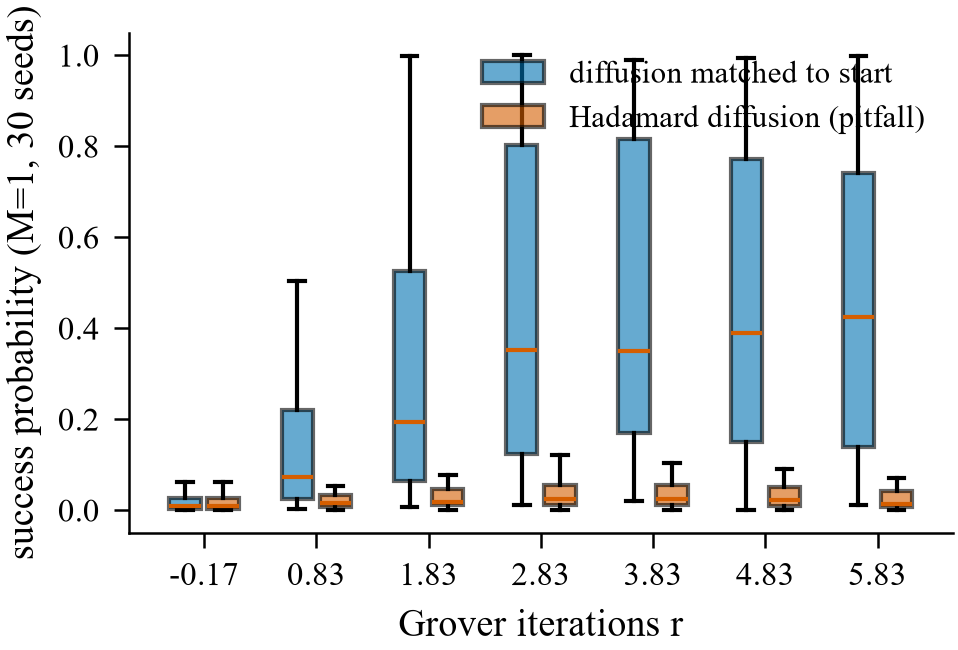 success probability (M=1, 30 seeds)
1.0
0.8
0.6
0.4
0.2
0.0
diffusion matched to start
Hadamard diffusion (pitfall)
-0.17 0.83 1.83 2.83 3.83 4.83 5.83
Grover iterations r